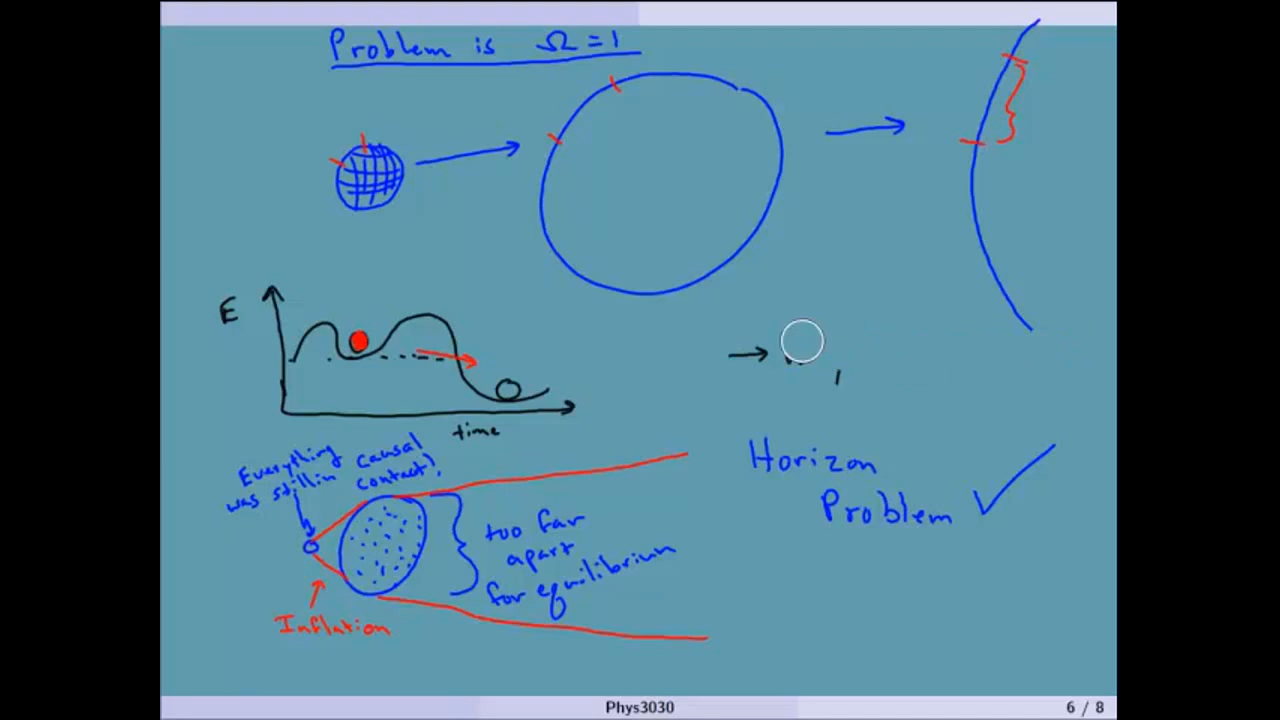 Problem is Ω = 1
E
time
Everything
was still in causal
contact!
too far
apart
for equilibrium
Inflation
Horizon
Problem ✓
Phys3030
6 / 8